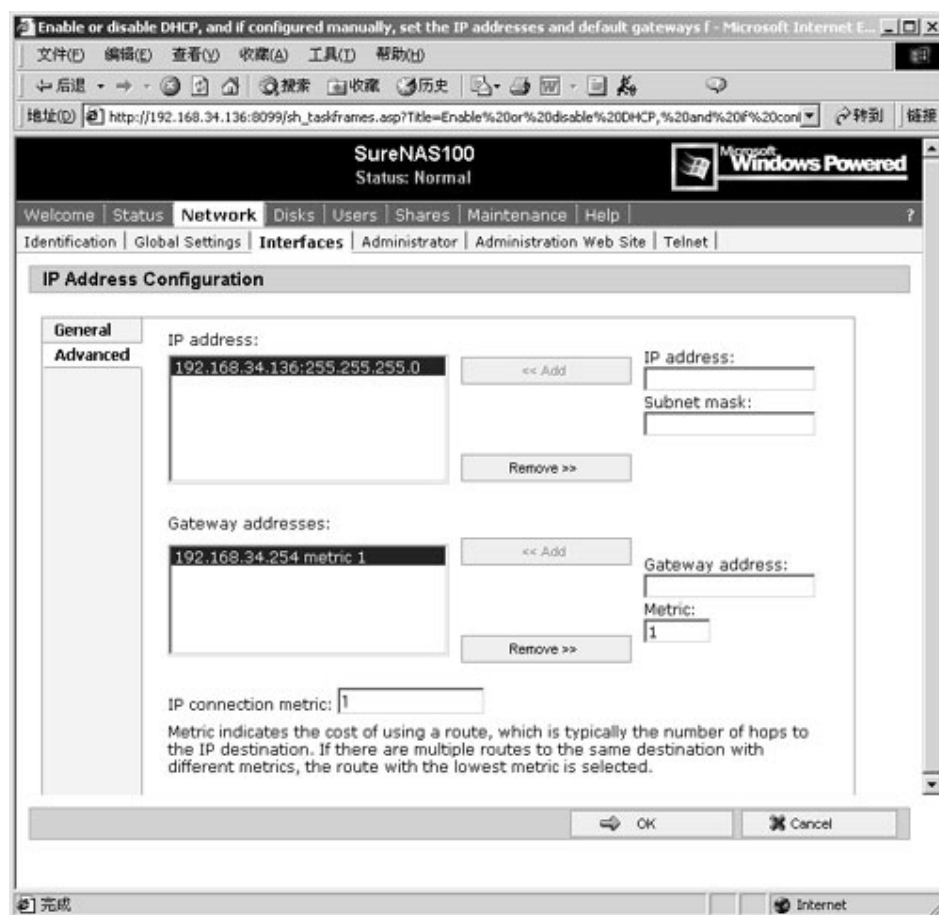 Enable or disable DHCP, and if configured manually, set the IP addresses and default gateways f - Microsoft Internet E...
文件(F) 编辑(E) 查看(V) 收藏(A) 工具(T) 帮助(H)
后退 搜索 收藏 历史
地址(D) http://192.168.34.136:8099/sh_taskframes.asp?Title=Enable%20or%20disable%20DHCP,%20and%20if%20conl 转到 链接
SureNAS100
Status: Normal
Microsoft
Windows Powered
Welcome Status Network Disks Users Shares Maintenance Help ?
Identification Global Settings Interfaces Administrator Administration Web Site Telnet
IP Address Configuration
General
Advanced
IP address:
192.168.34.136:255.255.255.0
<< Add
Remove >>
IP address:
Subnet mask:
Gateway addresses:
192.168.34.254 metric 1
<< Add
Remove >>
Gateway address:
Metric:
1
IP connection metric: 1
Metric indicates the cost of using a route, which is typically the number of hops to
the IP destination. If there are multiple routes to the same destination with
different metrics, the route with the lowest metric is selected.
OK Cancel
完成 Internet